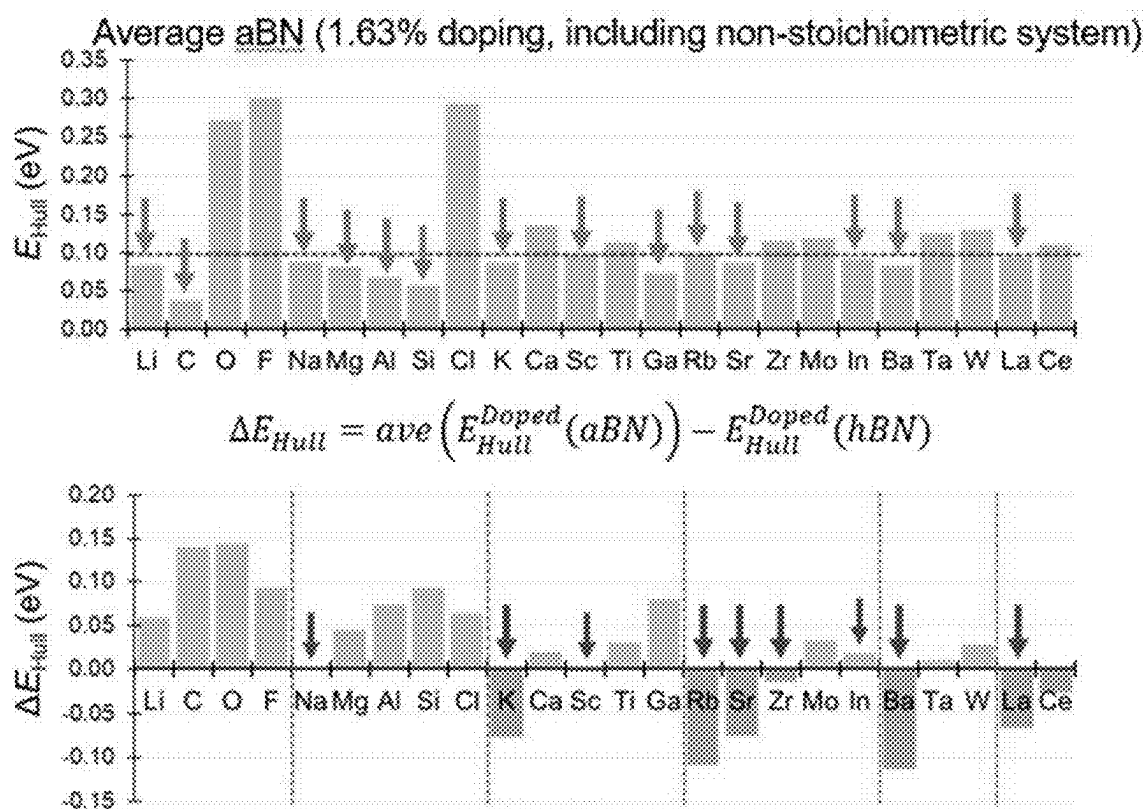 Average aBN (1.63% doping, including non-stoichiometric system)
E_Hull (eV)
0.35
0.30
0.25
0.20
0.15
0.10
0.05
0.00
Li C O F Na Mg Al Si Cl K Ca Sc Ti Ga Rb Sr Zr Mo In Ba Ta W La Ce
ΔE_Hull = ave (E_Hull^Doped (aBN)) − E_Hull^Doped (hBN)
ΔE_Hull (eV)
0.20
0.15
0.10
0.05
0.00
-0.05
-0.10
-0.15
Li C O F Na Mg Al Si Cl K Ca Sc Ti Ga Rb Sr Zr Mo In Ba Ta W La Ce